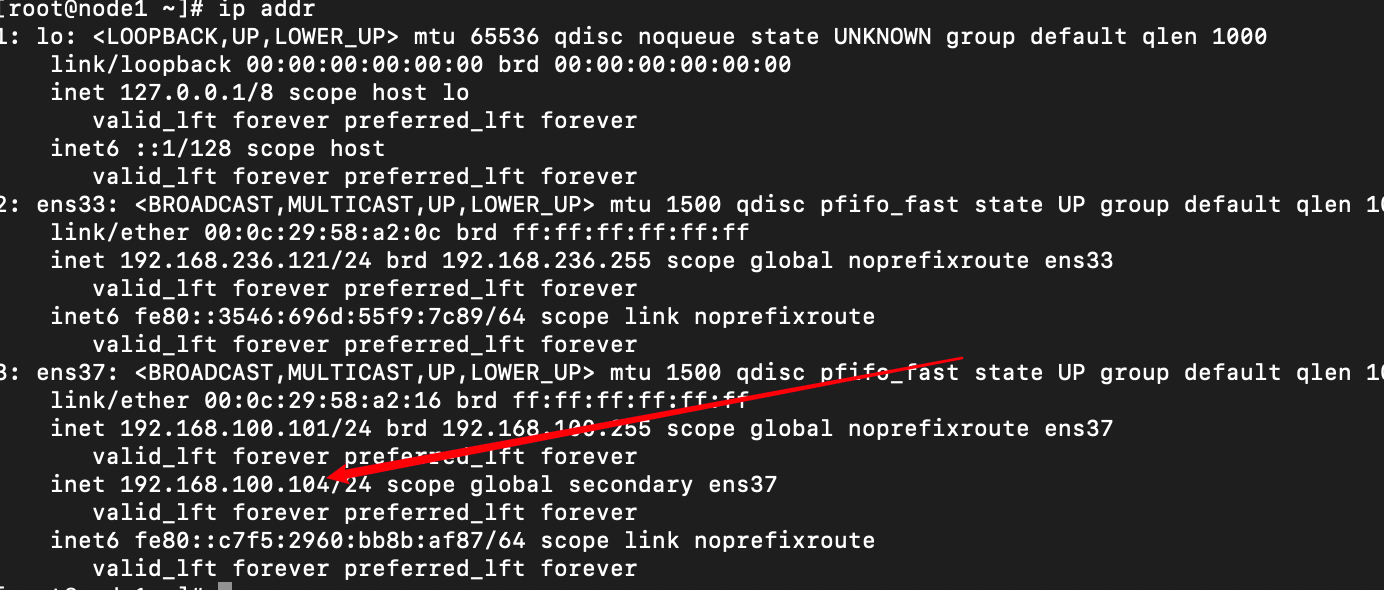 [root@node1 ~]# ip addr
1: lo: <LOOPBACK,UP,LOWER_UP> mtu 65536 qdisc noqueue state UNKNOWN group default qlen 1000
link/loopback 00:00:00:00:00:00 brd 00:00:00:00:00:00
inet 127.0.0.1/8 scope host lo
valid_lft forever preferred_lft forever
inet6 ::1/128 scope host
valid_lft forever preferred_lft forever
2: ens33: <BROADCAST,MULTICAST,UP,LOWER_UP> mtu 1500 qdisc pfifo_fast state UP group default qlen
link/ether 00:0c:29:58:a2:0c brd ff:ff:ff:ff:ff:ff
inet 192.168.236.121/24 brd 192.168.236.255 scope global noprefixroute ens33
valid_lft forever preferred_lft forever
inet6 fe80::3546:696d:55f9:7c89/64 scope link noprefixroute
valid_lft forever preferred_lft forever
3: ens37: <BROADCAST,MULTICAST,UP,LOWER_UP> mtu 1500 qdisc pfifo_fast state UP group default qlen
link/ether 00:0c:29:58:a2:16 brd ff:ff:ff:ff:ff:ff
inet 192.168.100.101/24 brd 192.168.100.255 scope global noprefixroute ens37
valid_lft forever preferred_lft forever
inet 192.168.100.104/24 scope global secondary ens37
valid_lft forever preferred_lft forever
inet6 fe80::c7f5:2960:bb8b:af87/64 scope link noprefixroute
valid_lft forever preferred_lft forever